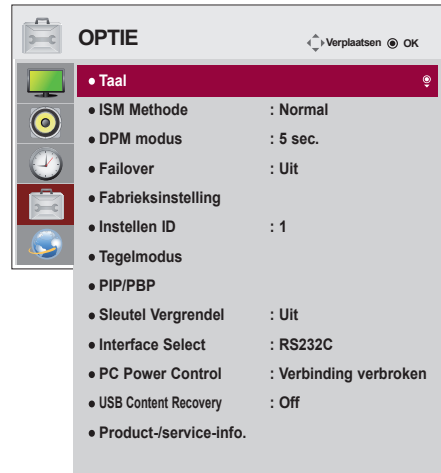 OPTIE Verplaatsen OK
• Taal
• ISM Methode : Normal
• DPM modus : 5 sec.
• Failover : Uit
• Fabrieksinstelling
• Instellen ID : 1
• Tegelmodus
• PIP/PBP
• Sleutel Vergrendel : Uit
• Interface Select : RS232C
• PC Power Control : Verbinding verbroken
• USB Content Recovery : Off
• Product-/service-info.